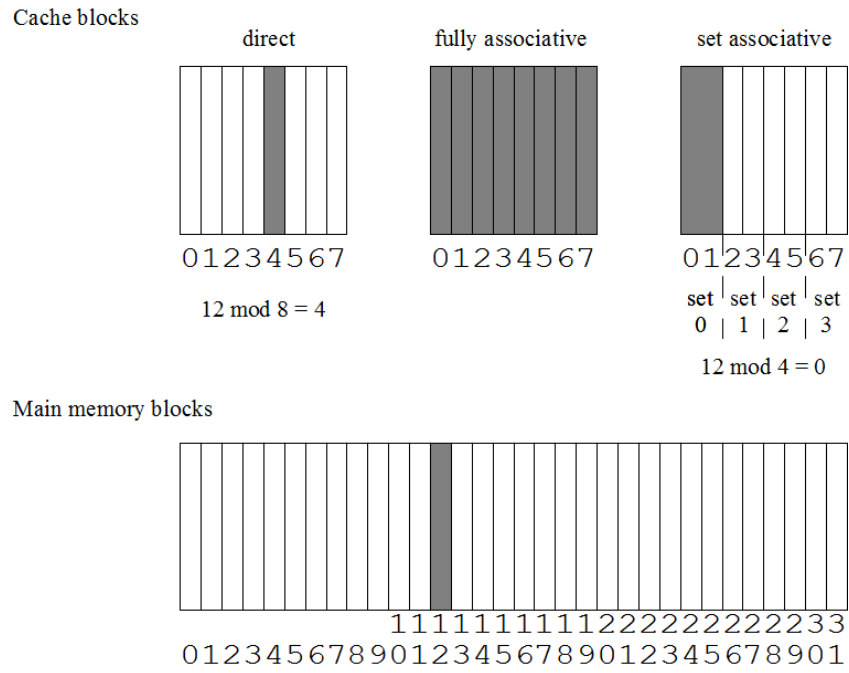 Cache blocks
direct fully associative set associative
01234567 01234567 01234567
12 mod 8 = 4
set set set set
0 1 2 3
12 mod 4 = 0
Main memory blocks
1111111111222222222233
01234567890123456789012345678901